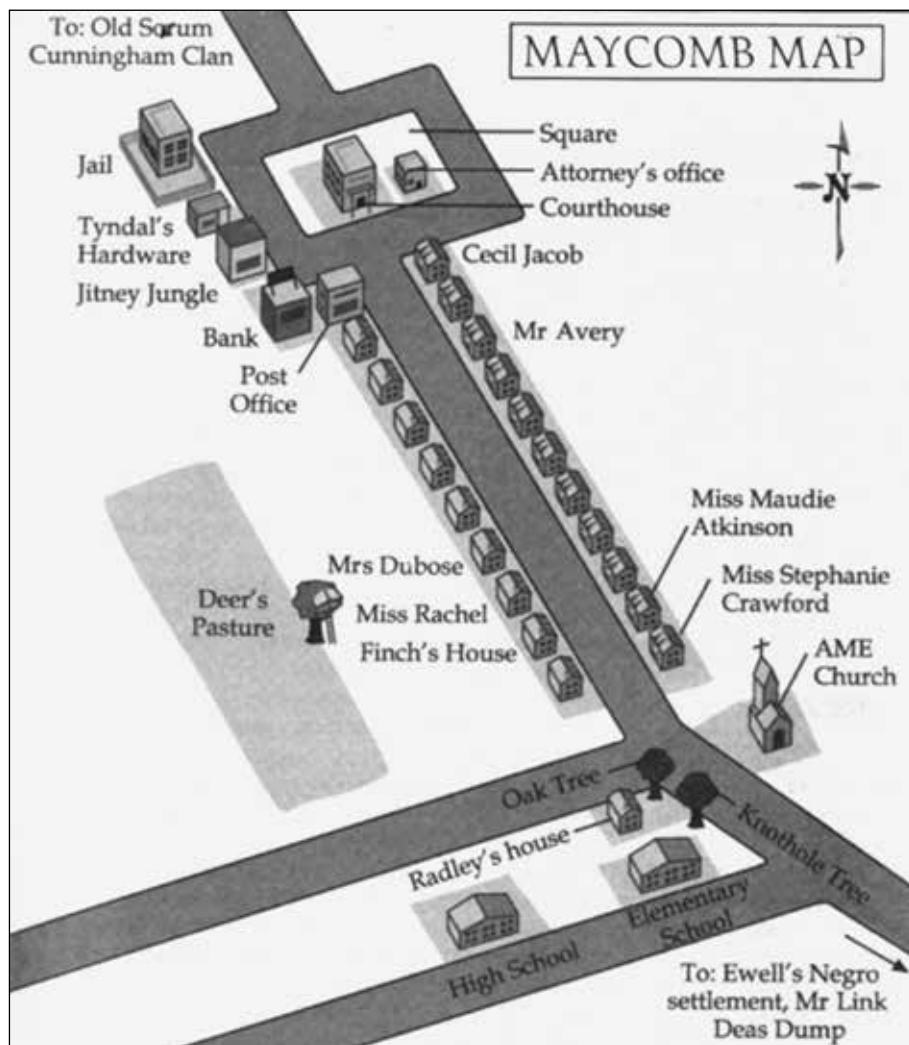 MAYCOMB MAP
To: Old Sarum
Cunningham Clan
Square
Jail
Attorney's office
Courthouse
N
Tyndal's
Hardware
Cecil Jacob
Jitney Jungle
Mr Avery
Bank
Post
Office
Miss Maudie
Atkinson
Mrs Dubose
Miss Stephanie
Crawford
Deer's
Pasture
Miss Rachel
Finch's House
AME
Church
Oak Tree
Knothole Tree
Radley's house
Elementary
School
High School
To: Ewell's Negro
settlement, Mr Link
Deas Dump